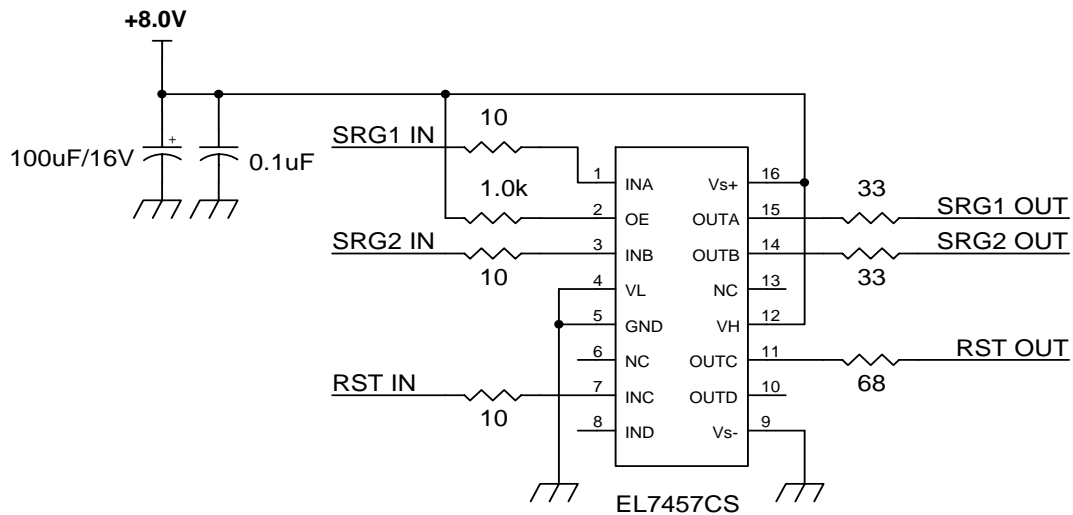 +8.0V
100uF/16V
+
0.1uF
SRG1 IN
10
1.0k
SRG2 IN
10
RST IN
10
1 INA Vs+ 16
2 OE OUTA 15
3 INB OUTB 14
4 VL NC 13
5 GND VH 12
6 NC OUTC 11
7 INC OUTD 10
8 IND Vs- 9
33
SRG1 OUT
SRG2 OUT
33
RST OUT
68
EL7457CS